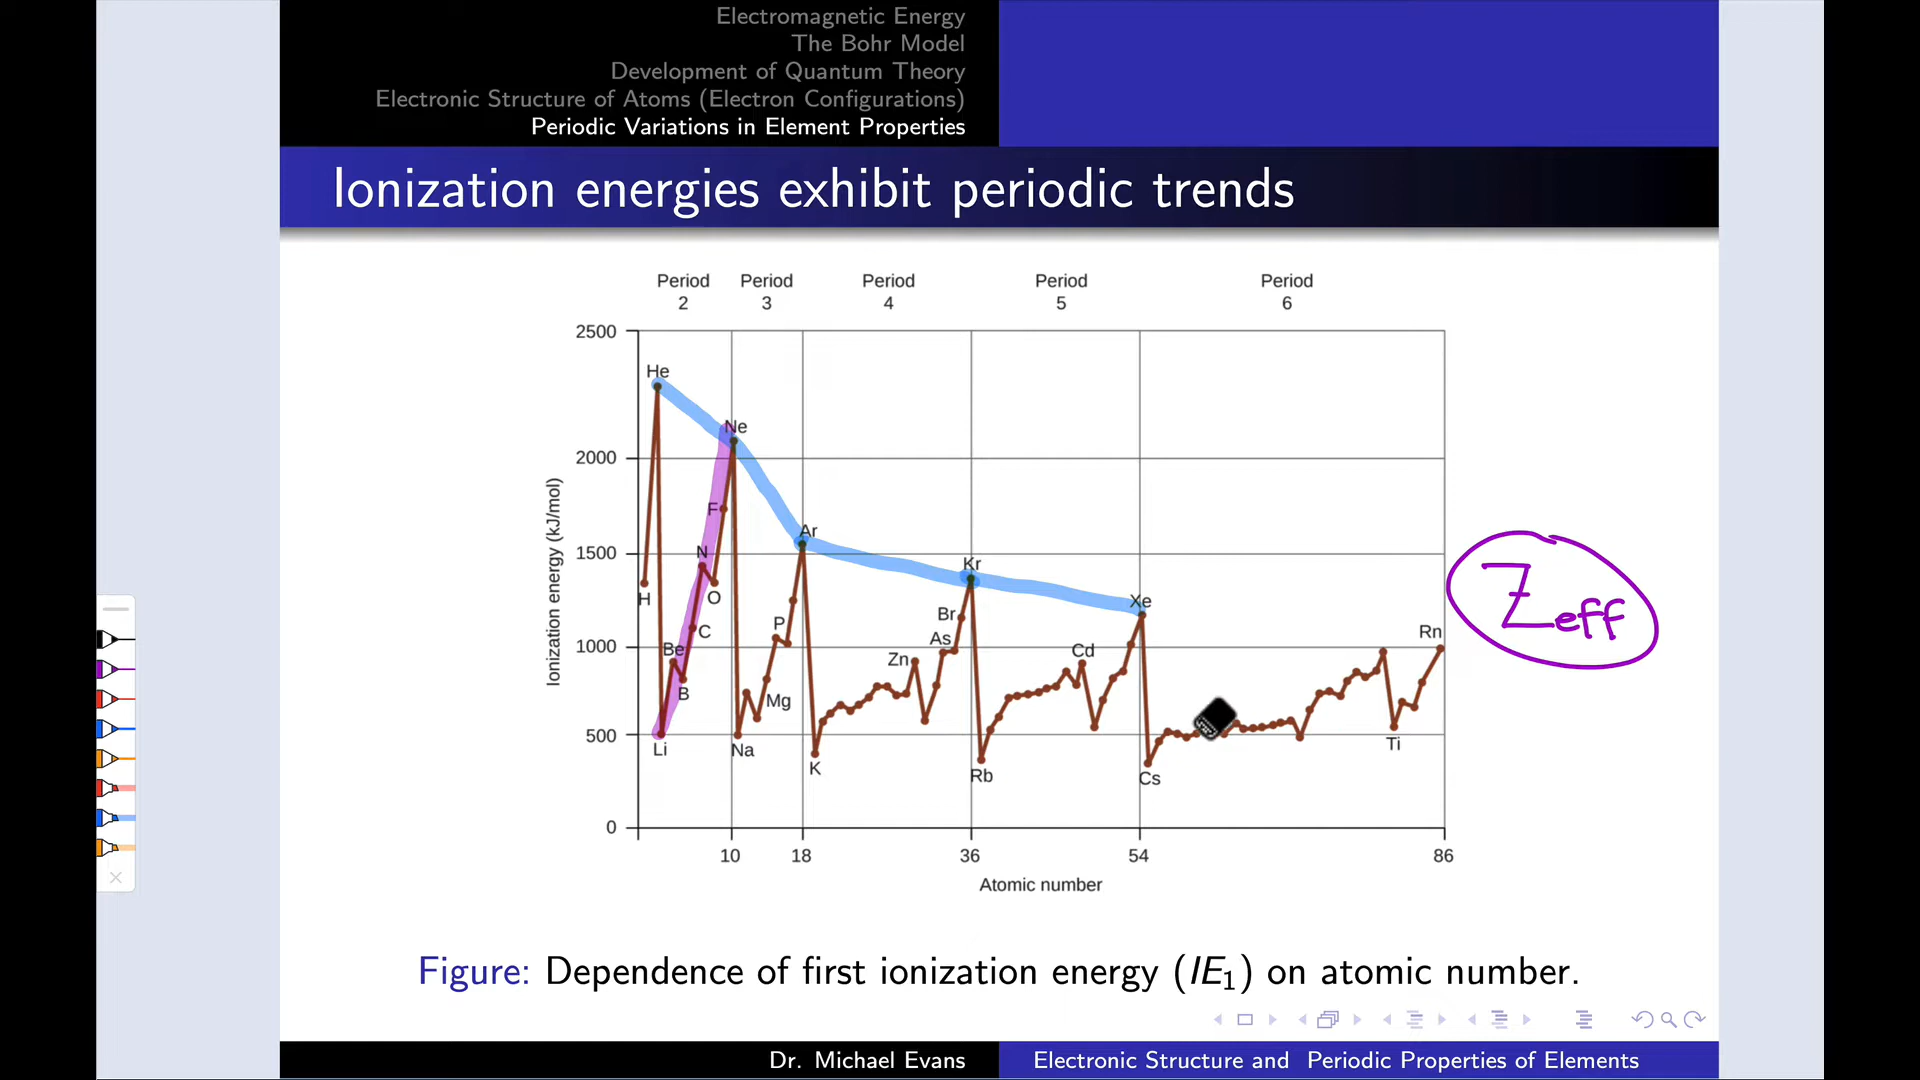 Electromagnetic Energy
The Bohr Model
Development of Quantum Theory
Electronic Structure of Atoms (Electron Configurations)
Periodic Variations in Element Properties
Ionization energies exhibit periodic trends
Period 2
Period 3
Period 4
Period 5
Period 6
2500
2000
1500
1000
500
0
Ionization energy (kJ/mol)
He
Ne
Ar
Kr
Xe
Rn
H
Li
Be
B
C
N
O
F
Na
Mg
P
K
Zn
As
Br
Rb
Cd
Cs
Ti
Zeff
10 18 36 54 86
Atomic number
Figure: Dependence of first ionization energy (IE1) on atomic number.
Dr. Michael Evans Electronic Structure and Periodic Properties of Elements